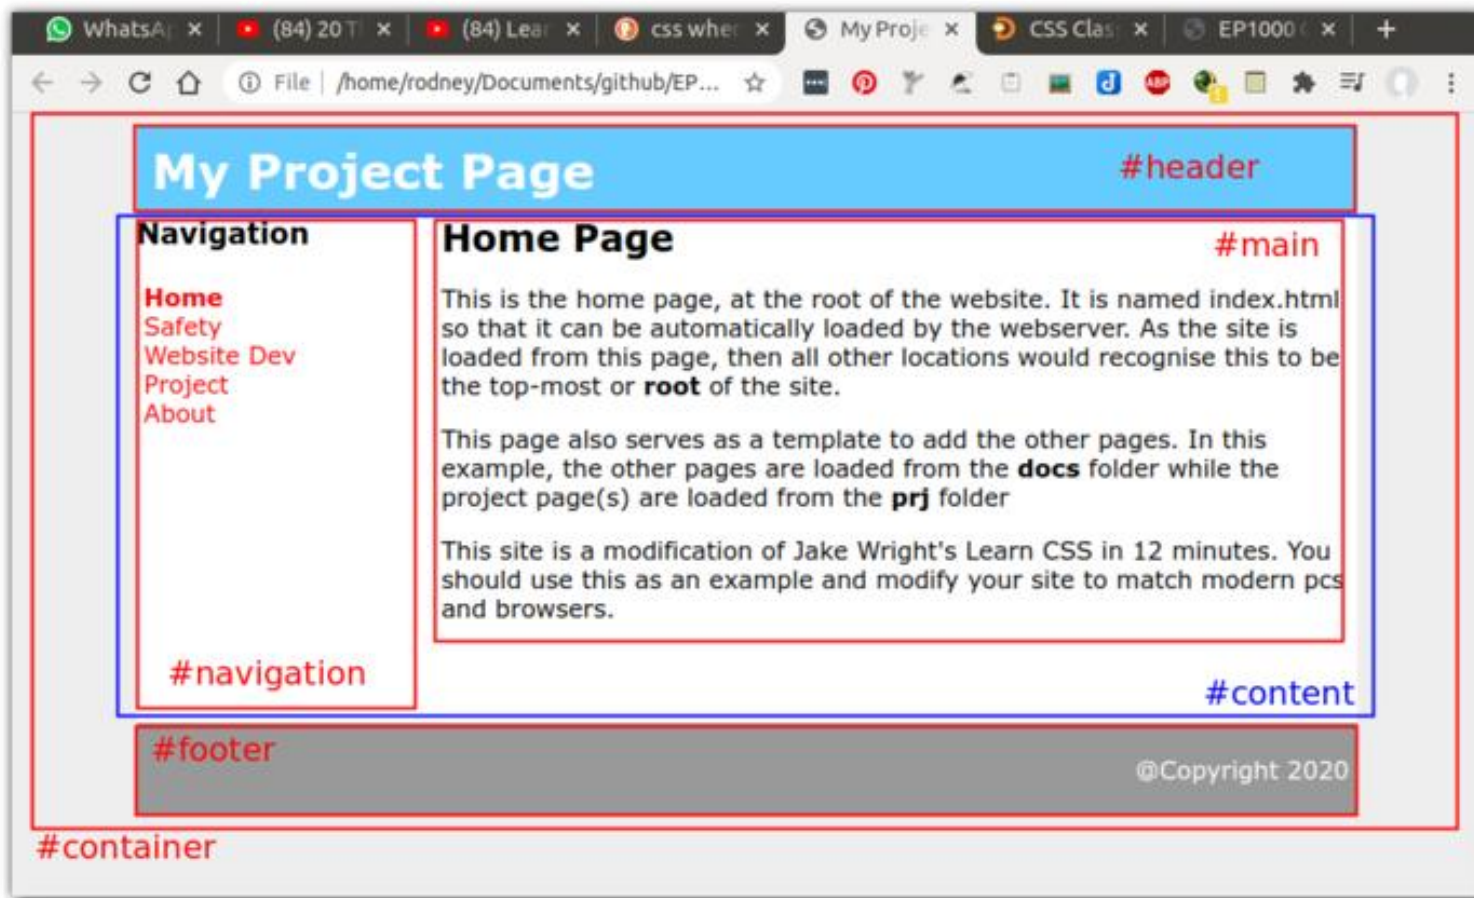 WhatsA
(84) 20 T
(84) Lear
css whe
My Proje
CSS Clas
EP1000
File | /home/rodney/Documents/github/EP...
My Project Page
#header
Navigation
Home
Safety
Website Dev
Project
About
#navigation
Home Page
#main
This is the home page, at the root of the website. It is named index.html
so that it can be automatically loaded by the webserver. As the site is
loaded from this page, then all other locations would recognise this to be
the top-most or root of the site.
This page also serves as a template to add the other pages. In this
example, the other pages are loaded from the docs folder while the
project page(s) are loaded from the prj folder
This site is a modification of Jake Wright's Learn CSS in 12 minutes. You
should use this as an example and modify your site to match modern pcs
and browsers.
#content
#footer
@Copyright 2020
#container